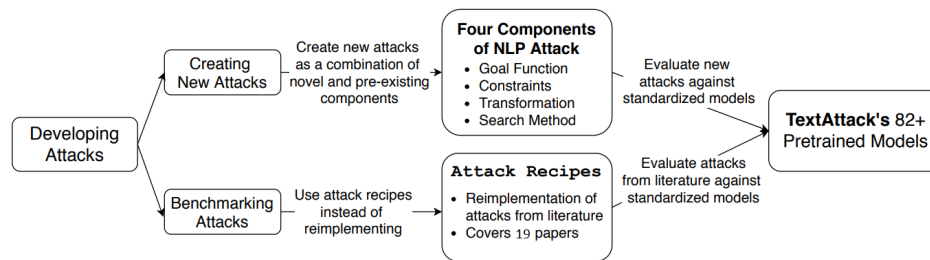 Developing
Attacks
Creating
New Attacks
Create new attacks
as a combination of
novel and pre-existing
components
Four Components
of NLP Attack
• Goal Function
• Constraints
• Transformation
• Search Method
Evaluate new
attacks against
standardized models
Benchmarking
Attacks
Use attack recipes
instead of
reimplementing
Attack Recipes
• Reimplementation of
attacks from literature
• Covers 19 papers
Evaluate attacks
from literature against
standardized models
TextAttack's 82+
Pretrained Models